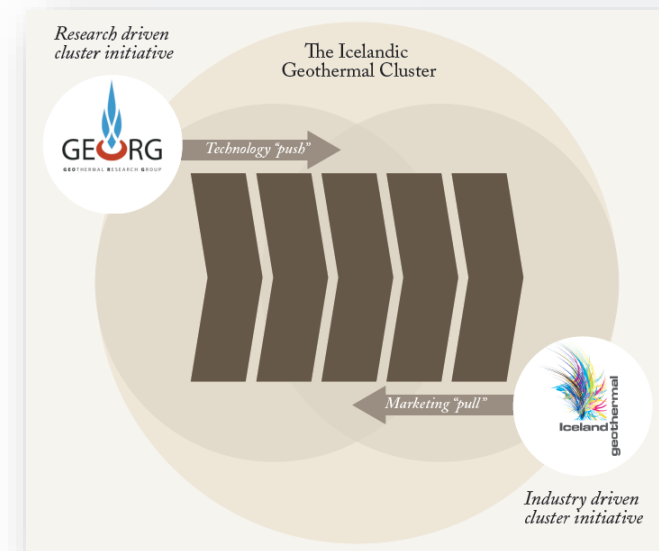 Research driven
cluster initiative
The Icelandic
Geothermal Cluster
GEORG
GEOTHERMAL RESEARCH GROUP
Technology "push"
Marketing "pull"
Iceland
geothermal
Industry driven
cluster initiative